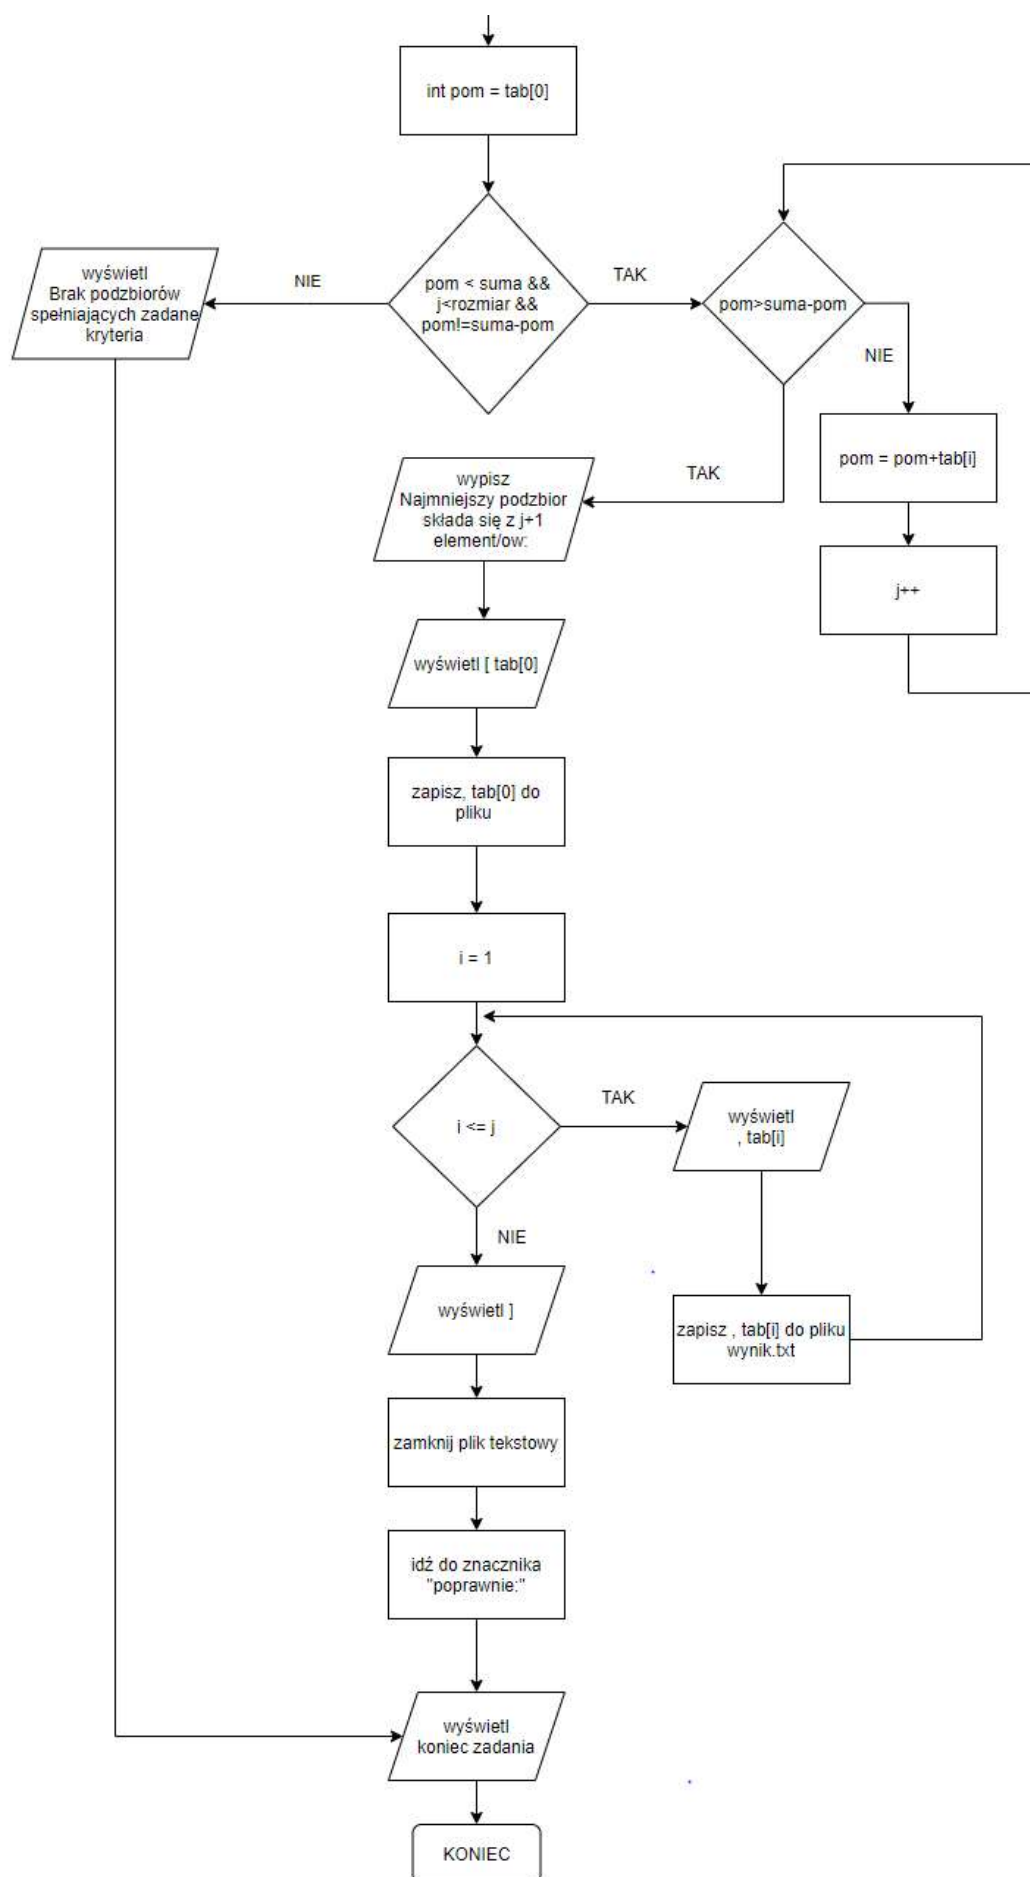 int pom = tab[0]
pom < suma &&
j<rozmiar &&
pom!=suma-pom
NIE
TAK
wyświetl
Brak podzbiorów
spełniających zadane
kryteria
pom>suma-pom
NIE
TAK
pom = pom+tab[i]
j++
wypisz
Najmniejszy podzbior
składa się z j+1
element/ow:
wyświetl [ tab[0]
zapisz, tab[0] do
pliku
i = 1
i <= j
TAK
wyświetl
, tab[i]
zapisz , tab[i] do pliku
wynik.txt
NIE
wyświetl ]
zamknij plik tekstowy
idź do znacznika
"poprawnie:"
wyświetl
koniec zadania
KONIEC